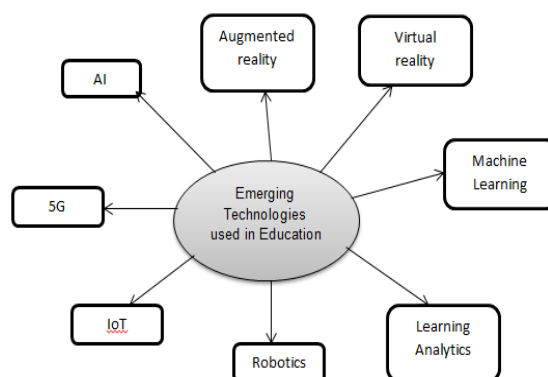 Augmented
reality
Virtual
reality
AI
Machine
Learning
Emerging
Technologies
used in Education
5G
IoT
Robotics
Learning
Analytics